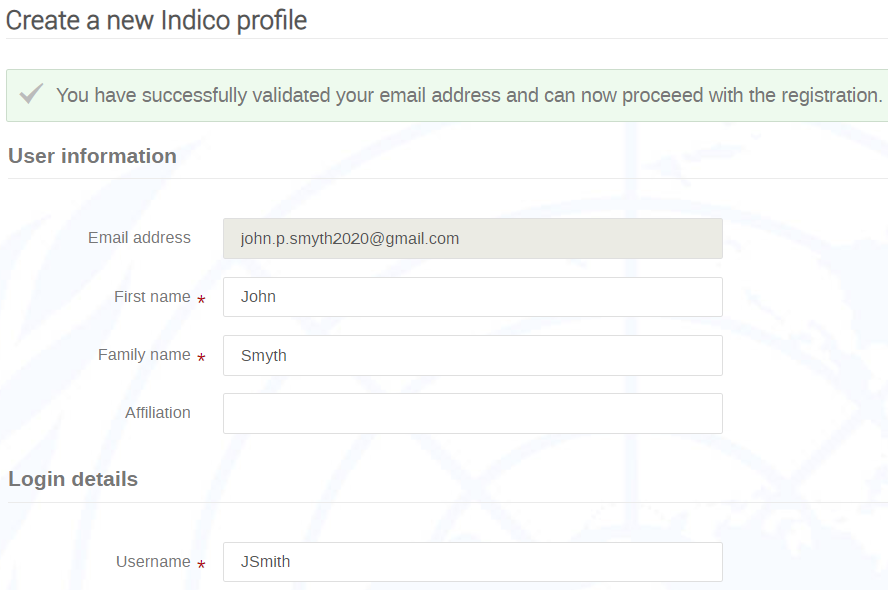 Create a new Indico profile
You have successfully validated your email address and can now proceeed with the registration.
User information
Email address john.p.smyth2020@gmail.com
First name * John
Family name * Smyth
Affiliation
Login details
Username * JSmith